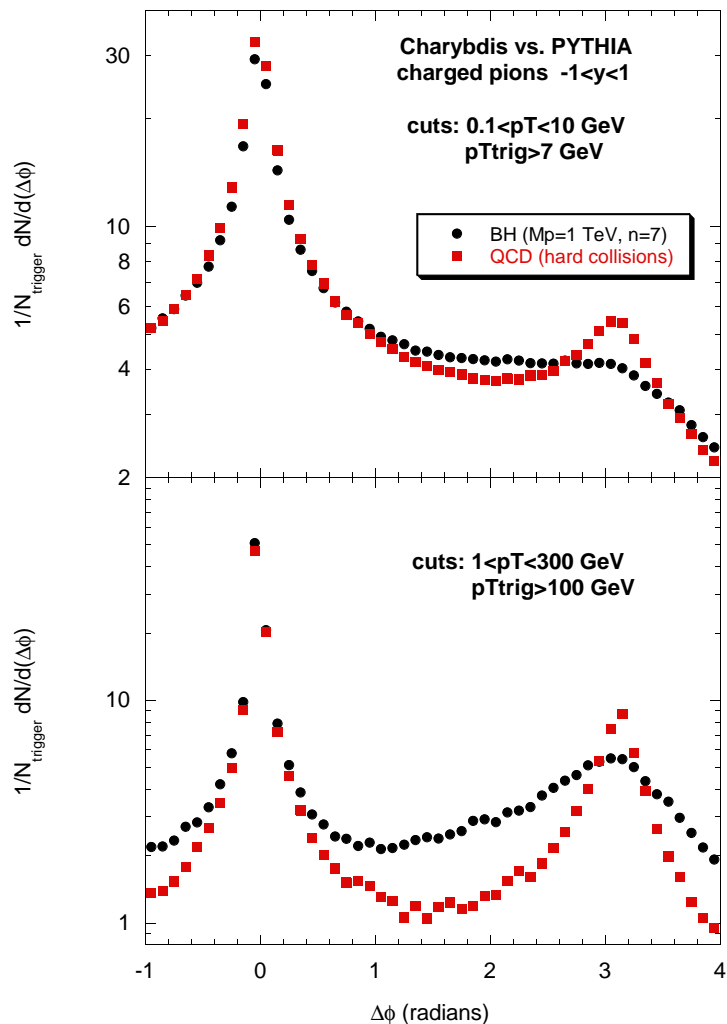 30
10
8
6
4
2
1/N_trigger dN/d(Δϕ)
Charybdis vs. PYTHIA
charged pions -1<y<1
cuts: 0.1<pT<10 GeV
pTtrig>7 GeV
BH (Mp=1 TeV, n=7)
QCD (hard collisions)
10
1
1/N_trigger dN/d(Δϕ)
cuts: 1<pT<300 GeV
pTtrig>100 GeV
-1 0 1 2 3 4
Δϕ (radians)